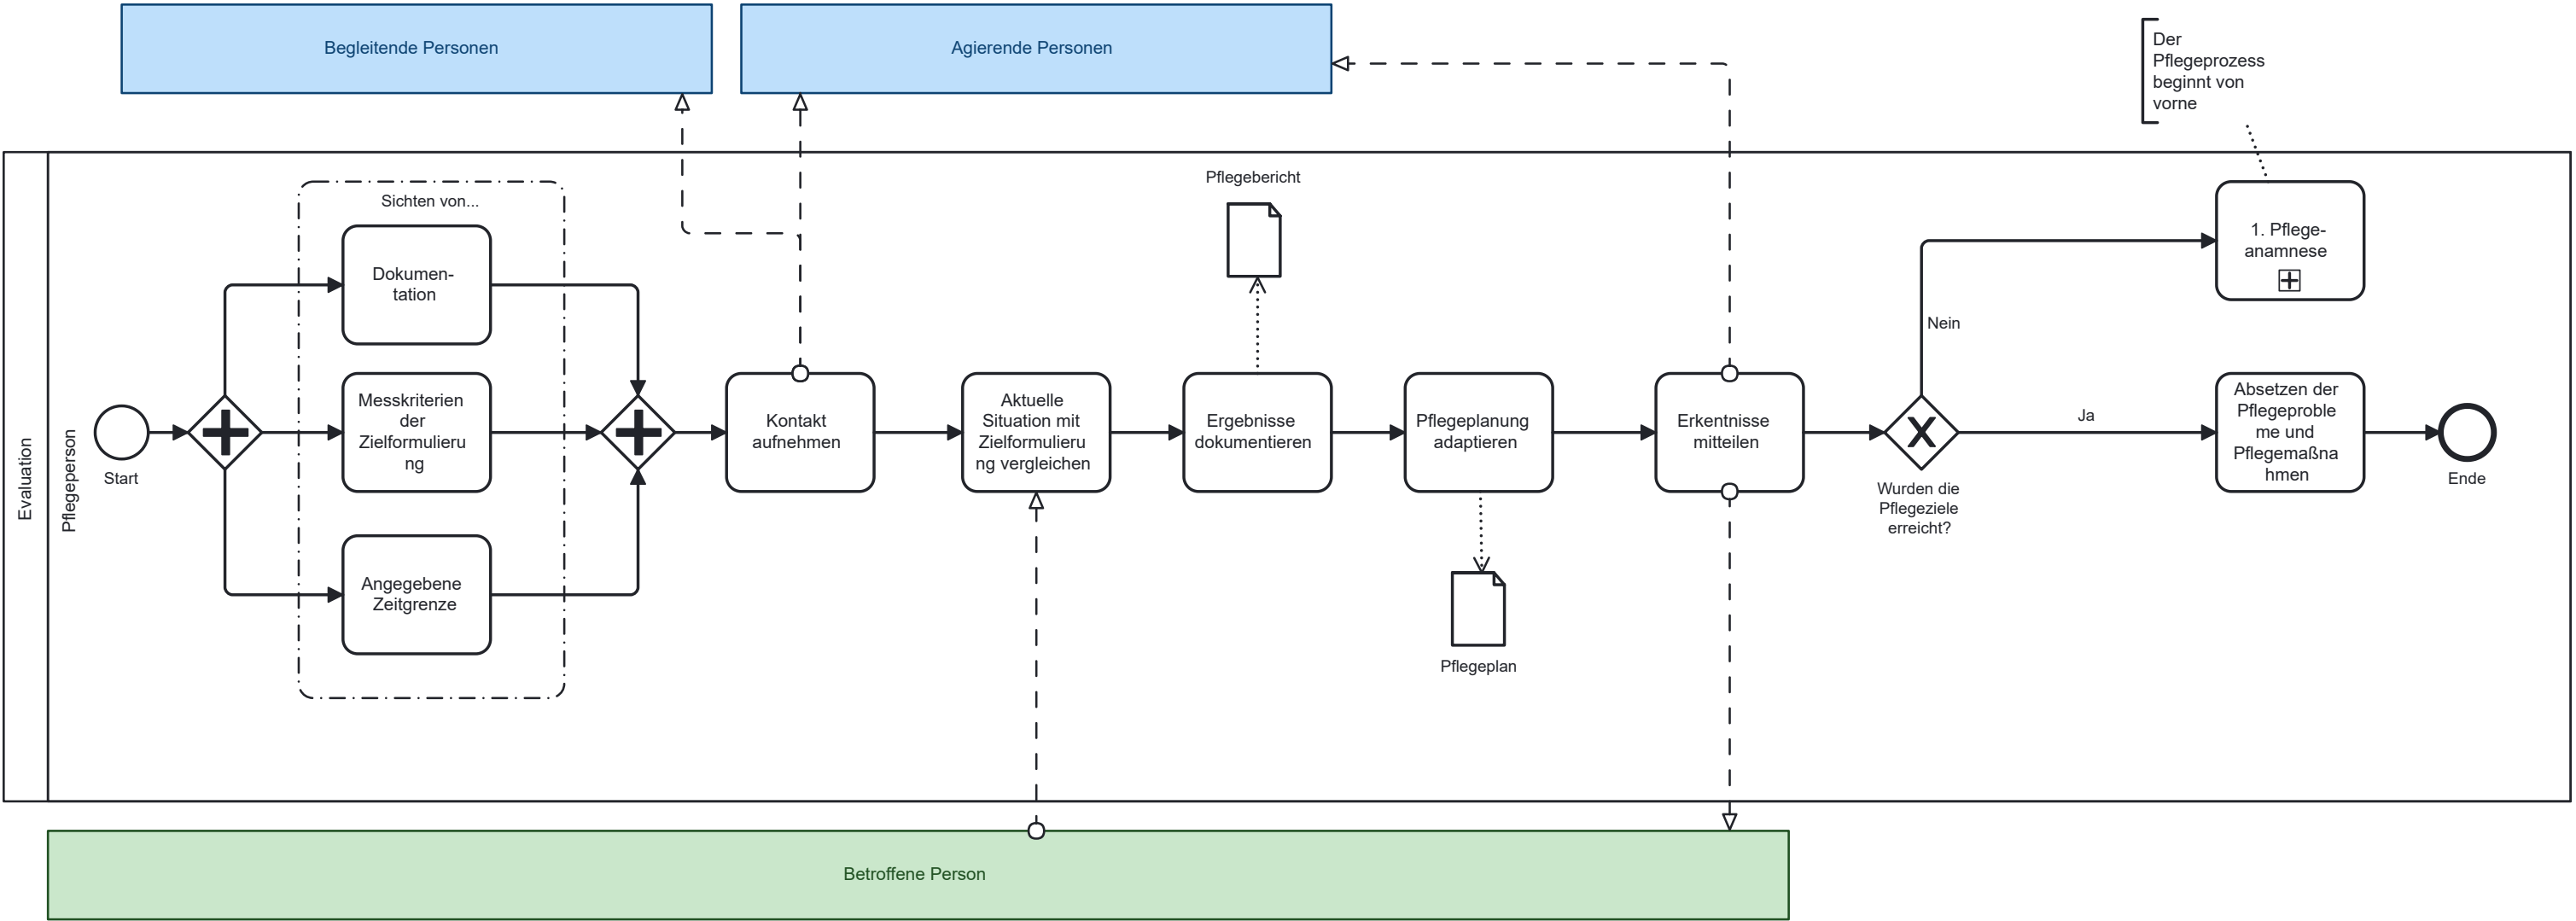 Begleitende Personen
Agierende Personen
Der
Pflegeprozess
beginnt von
vorne
Evaluation
Pflegeperson
Start
Sichten von...
Dokumen-
tation
Messkriterien
der
Zielformulieru
ng
Angegebene
Zeitgrenze
Kontakt
aufnehmen
Aktuelle
Situation mit
Zielformulieru
ng vergleichen
Pflegebericht
Ergebnisse
dokumentieren
Pflegeplanung
adaptieren
Pflegeplan
Erkentnisse
mitteilen
Wurden die
Pflegeziele
erreicht?
Nein
1. Pflege-
anamnese
Ja
Absetzen der
Pflegeproble
me und
Pflegemaßna
hmen
Ende
Betroffene Person